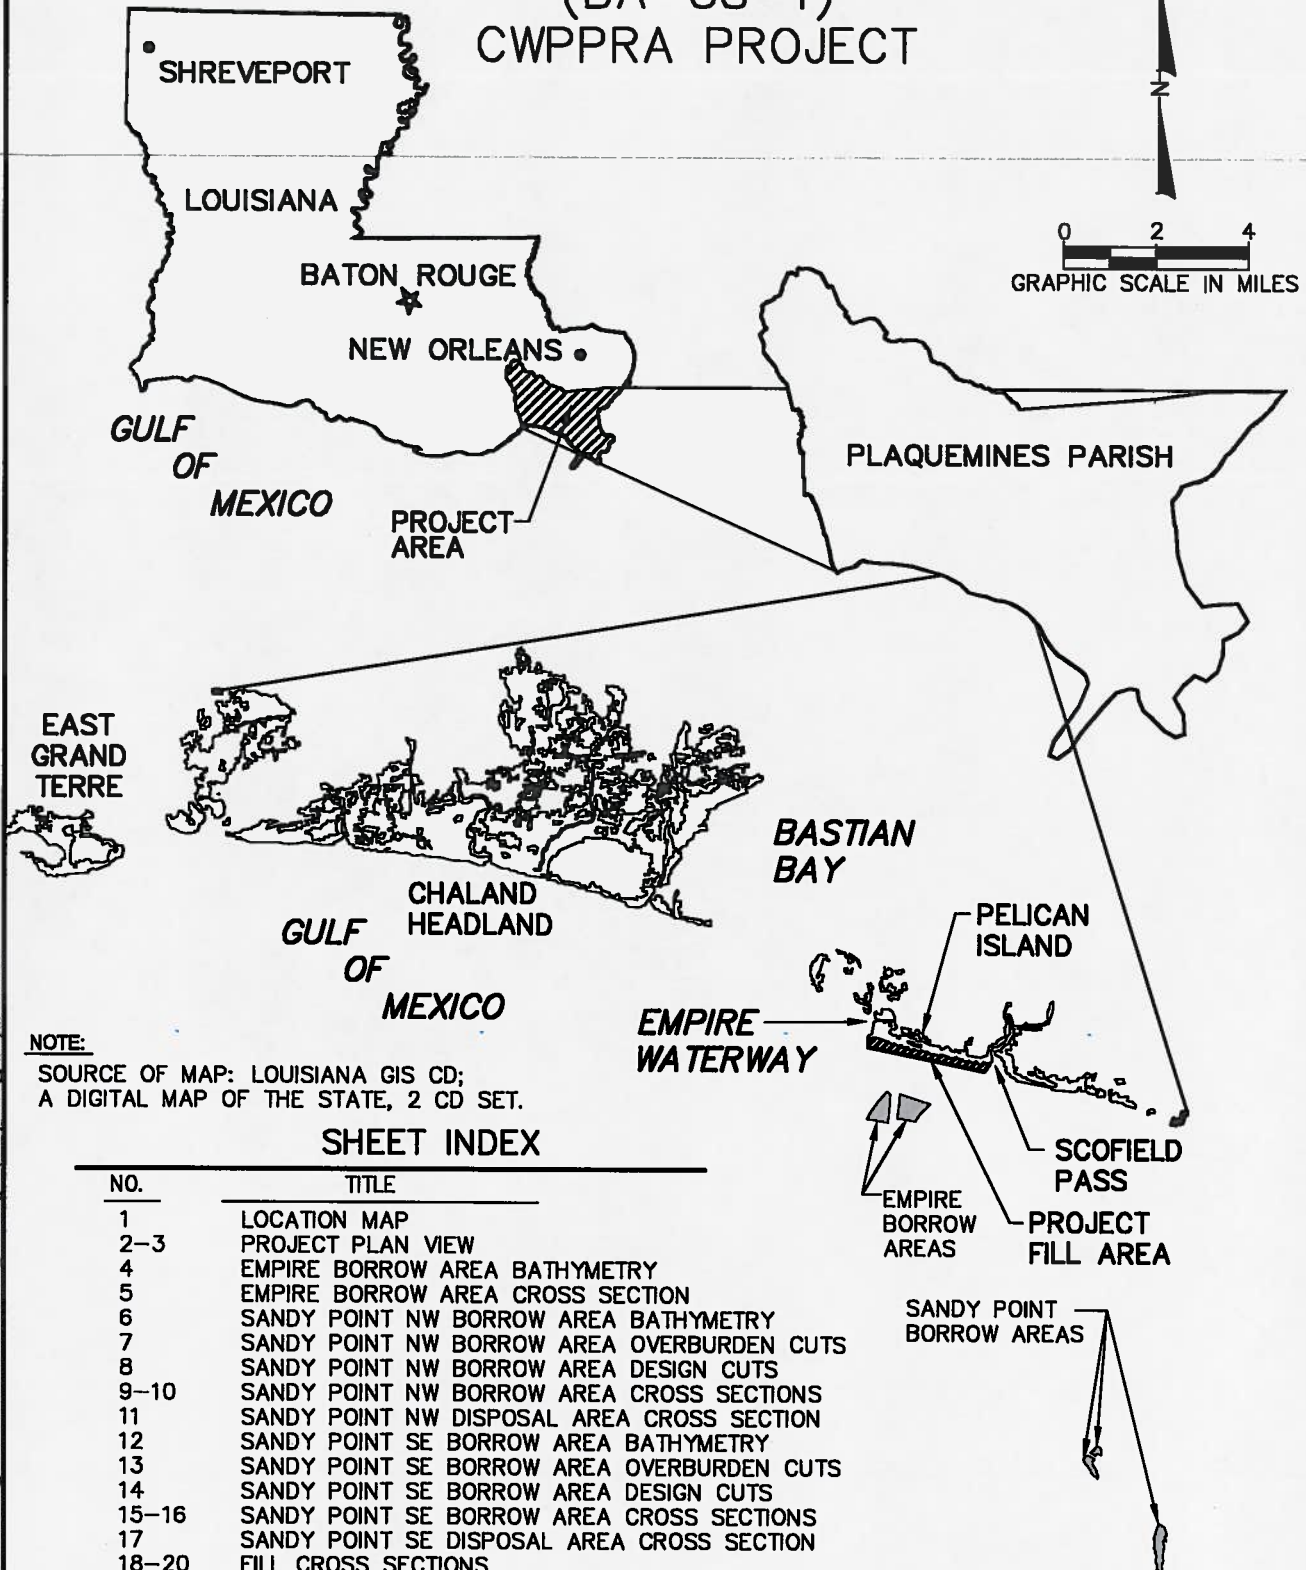 CWPPRA PROJECT
N
SHREVEPORT
LOUISIANA
BATON ROUGE
NEW ORLEANS
0 2 4
GRAPHIC SCALE IN MILES
GULF
OF
MEXICO
PROJECT
AREA
PLAQUEMINES PARISH
EAST
GRAND
TERRE
BASTIAN
BAY
CHALAND
HEADLAND
GULF
OF
MEXICO
PELICAN
ISLAND
EMPIRE
WATERWAY
SCOFIELD
PASS
EMPIRE
BORROW
AREAS
PROJECT
FILL AREA
SANDY POINT
BORROW AREAS
NOTE:
SOURCE OF MAP: LOUISIANA GIS CD;
A DIGITAL MAP OF THE STATE, 2 CD SET.
SHEET INDEX
NO. TITLE
1 LOCATION MAP
2-3 PROJECT PLAN VIEW
4 EMPIRE BORROW AREA BATHYMETRY
5 EMPIRE BORROW AREA CROSS SECTION
6 SANDY POINT NW BORROW AREA BATHYMETRY
7 SANDY POINT NW BORROW AREA OVERBURDEN CUTS
8 SANDY POINT NW BORROW AREA DESIGN CUTS
9-10 SANDY POINT NW BORROW AREA CROSS SECTIONS
11 SANDY POINT NW DISPOSAL AREA CROSS SECTION
12 SANDY POINT SE BORROW AREA BATHYMETRY
13 SANDY POINT SE BORROW AREA OVERBURDEN CUTS
14 SANDY POINT SE BORROW AREA DESIGN CUTS
15-16 SANDY POINT SE BORROW AREA CROSS SECTIONS
17 SANDY POINT SE DISPOSAL AREA CROSS SECTION
18-20 FILL CROSS SECTIONS